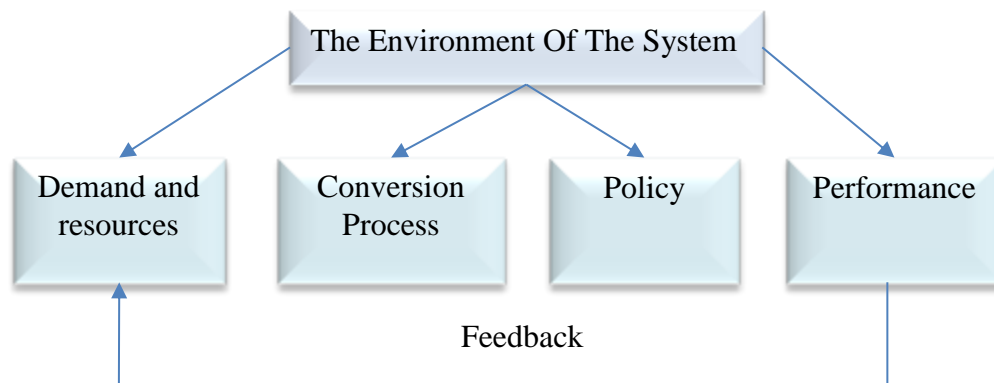 The Environment Of The System
Demand and
resources
Conversion
Process
Policy
Performance
Feedback